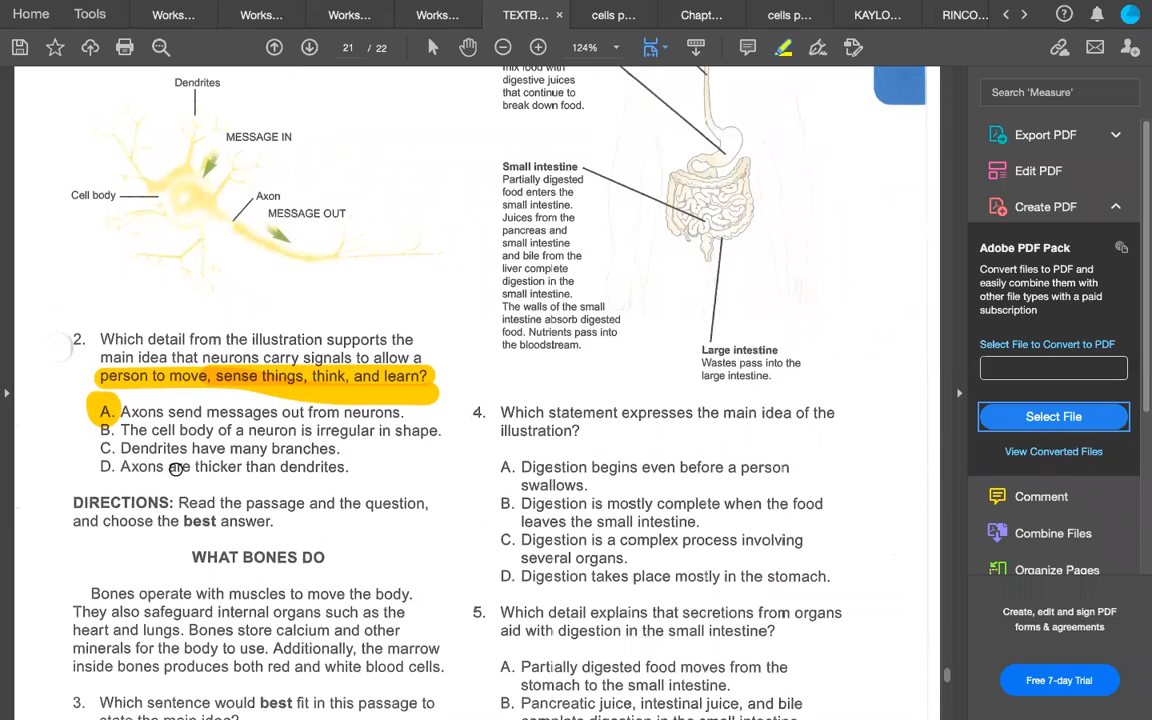 Home
Tools
Works...
Works...
Works...
Works...
TEXTB...
cells p...
Chapt...
cells p...
KAYLO...
RINCO...
21 / 22
124%
Dendrites
MESSAGE IN
Cell body
Axon
MESSAGE OUT
2. Which detail from the illustration supports the
main idea that neurons carry signals to allow a
person to move, sense things, think, and learn?
A. Axons send messages out from neurons.
B. The cell body of a neuron is irregular in shape.
C. Dendrites have many branches.
D. Axons are thicker than dendrites.
DIRECTIONS: Read the passage and the question,
and choose the best answer.
WHAT BONES DO
Bones operate with muscles to move the body.
They also safeguard internal organs such as the
heart and lungs. Bones store calcium and other
minerals for the body to use. Additionally, the marrow
inside bones produces both red and white blood cells.
3. Which sentence would best fit in this passage to
state the main idea?
mix food with
digestive juices
that continue to
break down food.
Small intestine
Partially digested
food enters the
small intestine.
Juices from the
pancreas and
small intestine
and bile from the
liver complete
digestion in the
small intestine.
The walls of the small
intestine absorb digested
food. Nutrients pass into
the bloodstream.
Large intestine
Wastes pass into the
large intestine.
4. Which statement expresses the main idea of the
illustration?
A. Digestion begins even before a person
swallows.
B. Digestion is mostly complete when the food
leaves the small intestine.
C. Digestion is a complex process involving
several organs.
D. Digestion takes place mostly in the stomach.
5. Which detail explains that secretions from organs
aid with digestion in the small intestine?
A. Partially digested food moves from the
stomach to the small intestine.
B. Pancreatic juice, intestinal juice, and bile
complete digestion in the small intestine.
Search 'Measure'
Export PDF
Edit PDF
Create PDF
Adobe PDF Pack
Convert files to PDF and
easily combine them with
other file types with a paid
subscription
Select File to Convert to PDF
Select File
View Converted Files
Comment
Combine Files
Organize Pages
Create, edit and sign PDF
forms & agreements
Free 7-day Trial